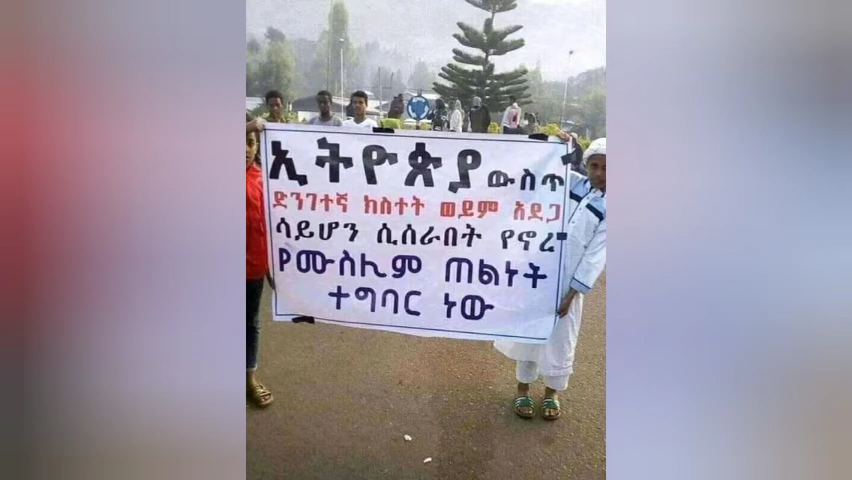 ኢትዮጵያ ውስጥ
ድንገተኛ ክስተት ወይም አደጋ
ሳይሆን ሲሰራበት የኖረ
የሙስሊም ጠልነት
ተግባር ነው